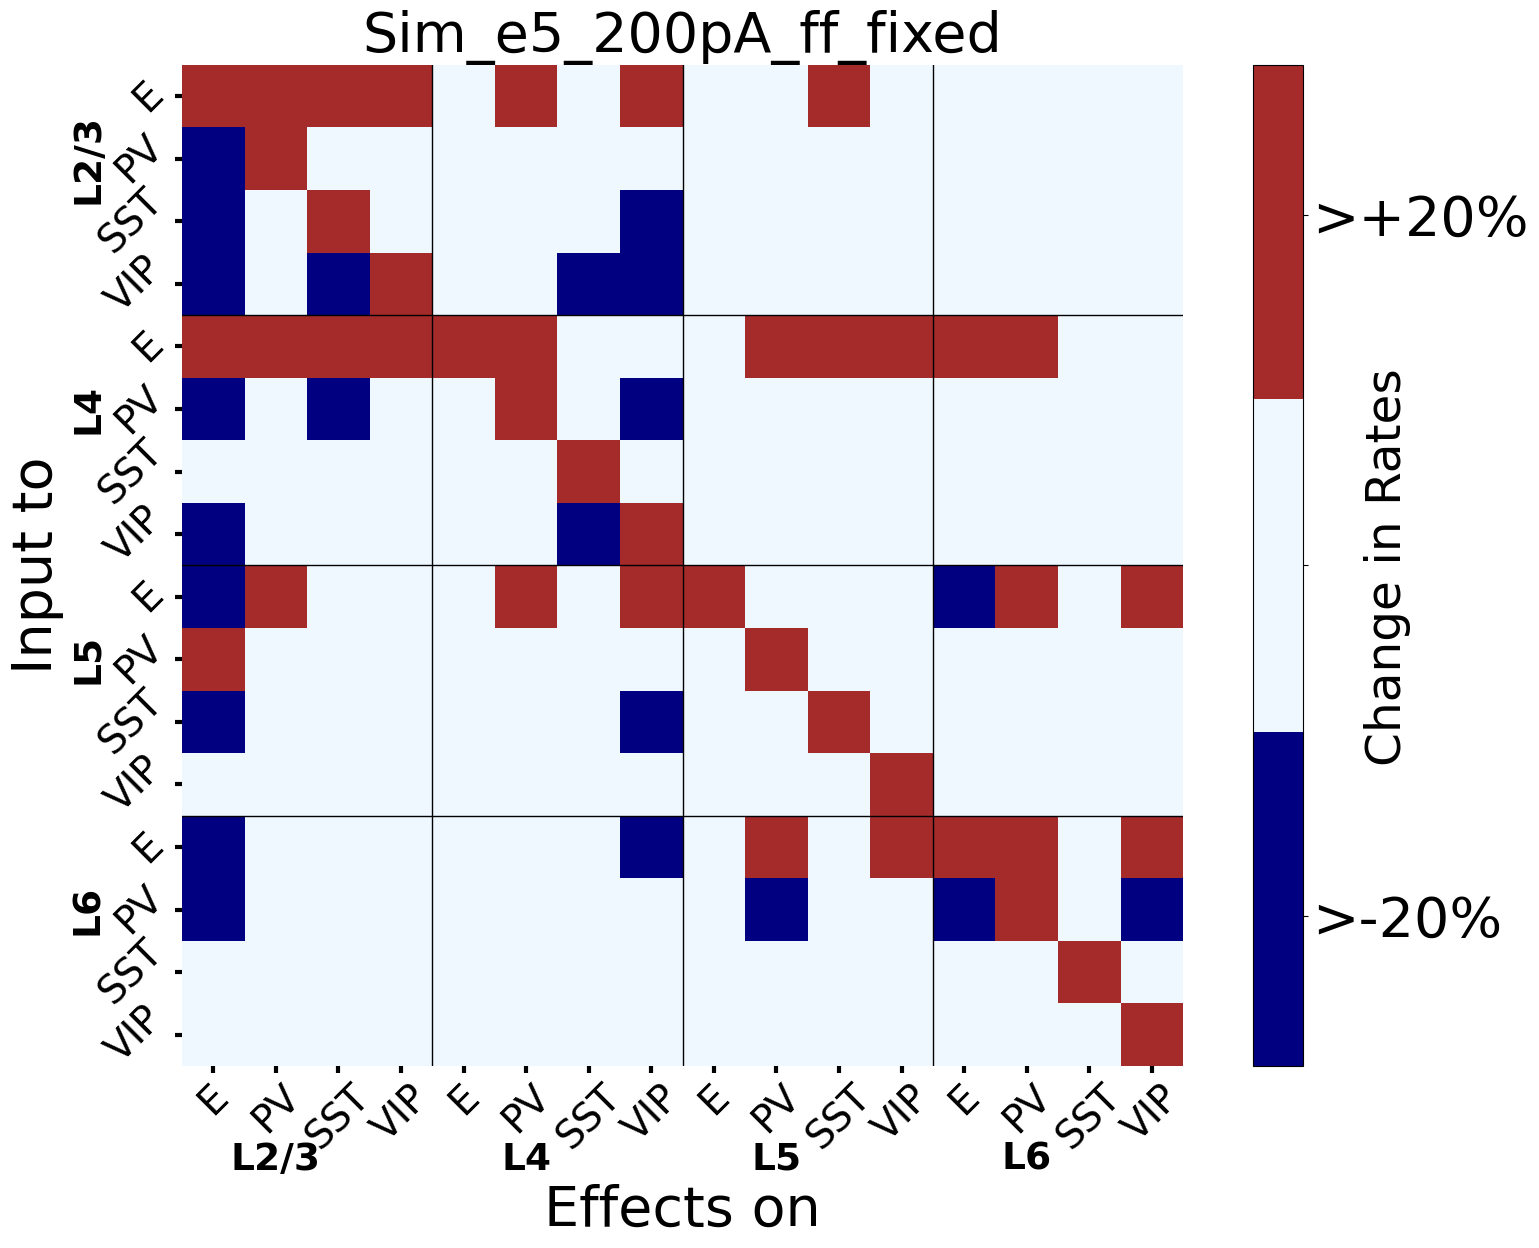 Sim_e5_200pA_ff_fixed
Input to
L2/3
E
PV
SST
VIP
L4
E
PV
SST
VIP
L5
E
PV
SST
VIP
L6
E
PV
SST
VIP
E PV SST VIP E PV SST VIP E PV SST VIP E PV SST VIP
L2/3 L4 L5 L6
Effects on
>+20%
>-20%
Change in Rates